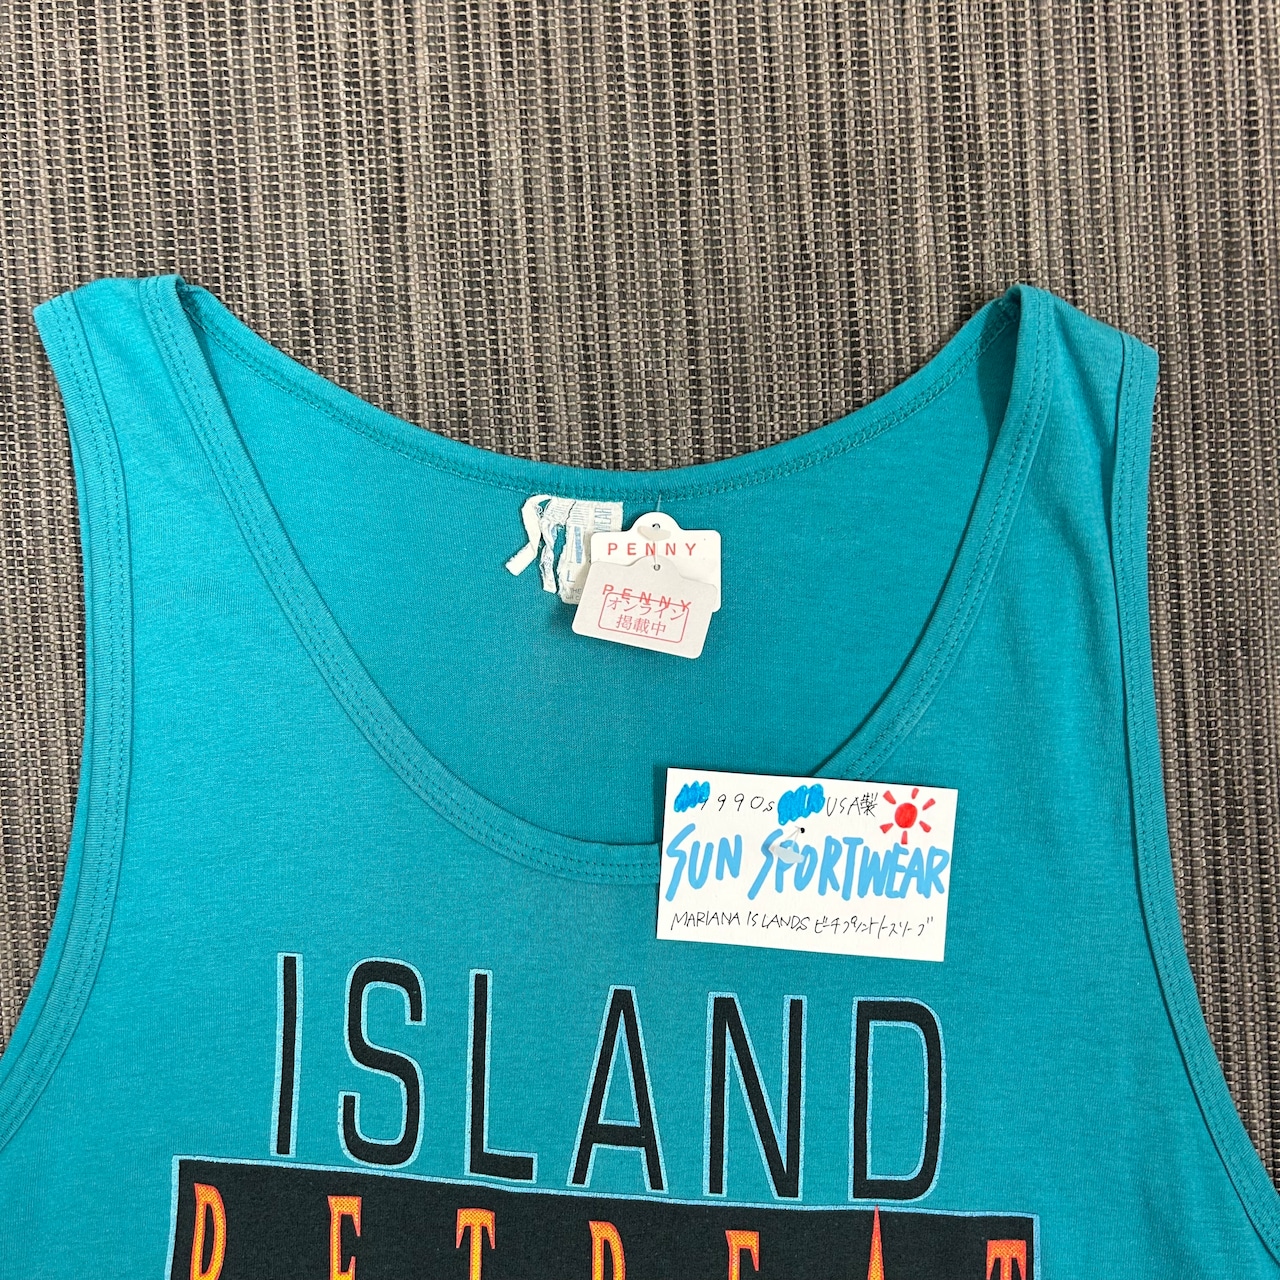 L
PENNY
PENNY
オンライン
掲載中
1990s USA製
SUN SPORTWEAR
MARIANA ISLANDS ビーチプリントノースリーブ
ISLAND
RETREAT